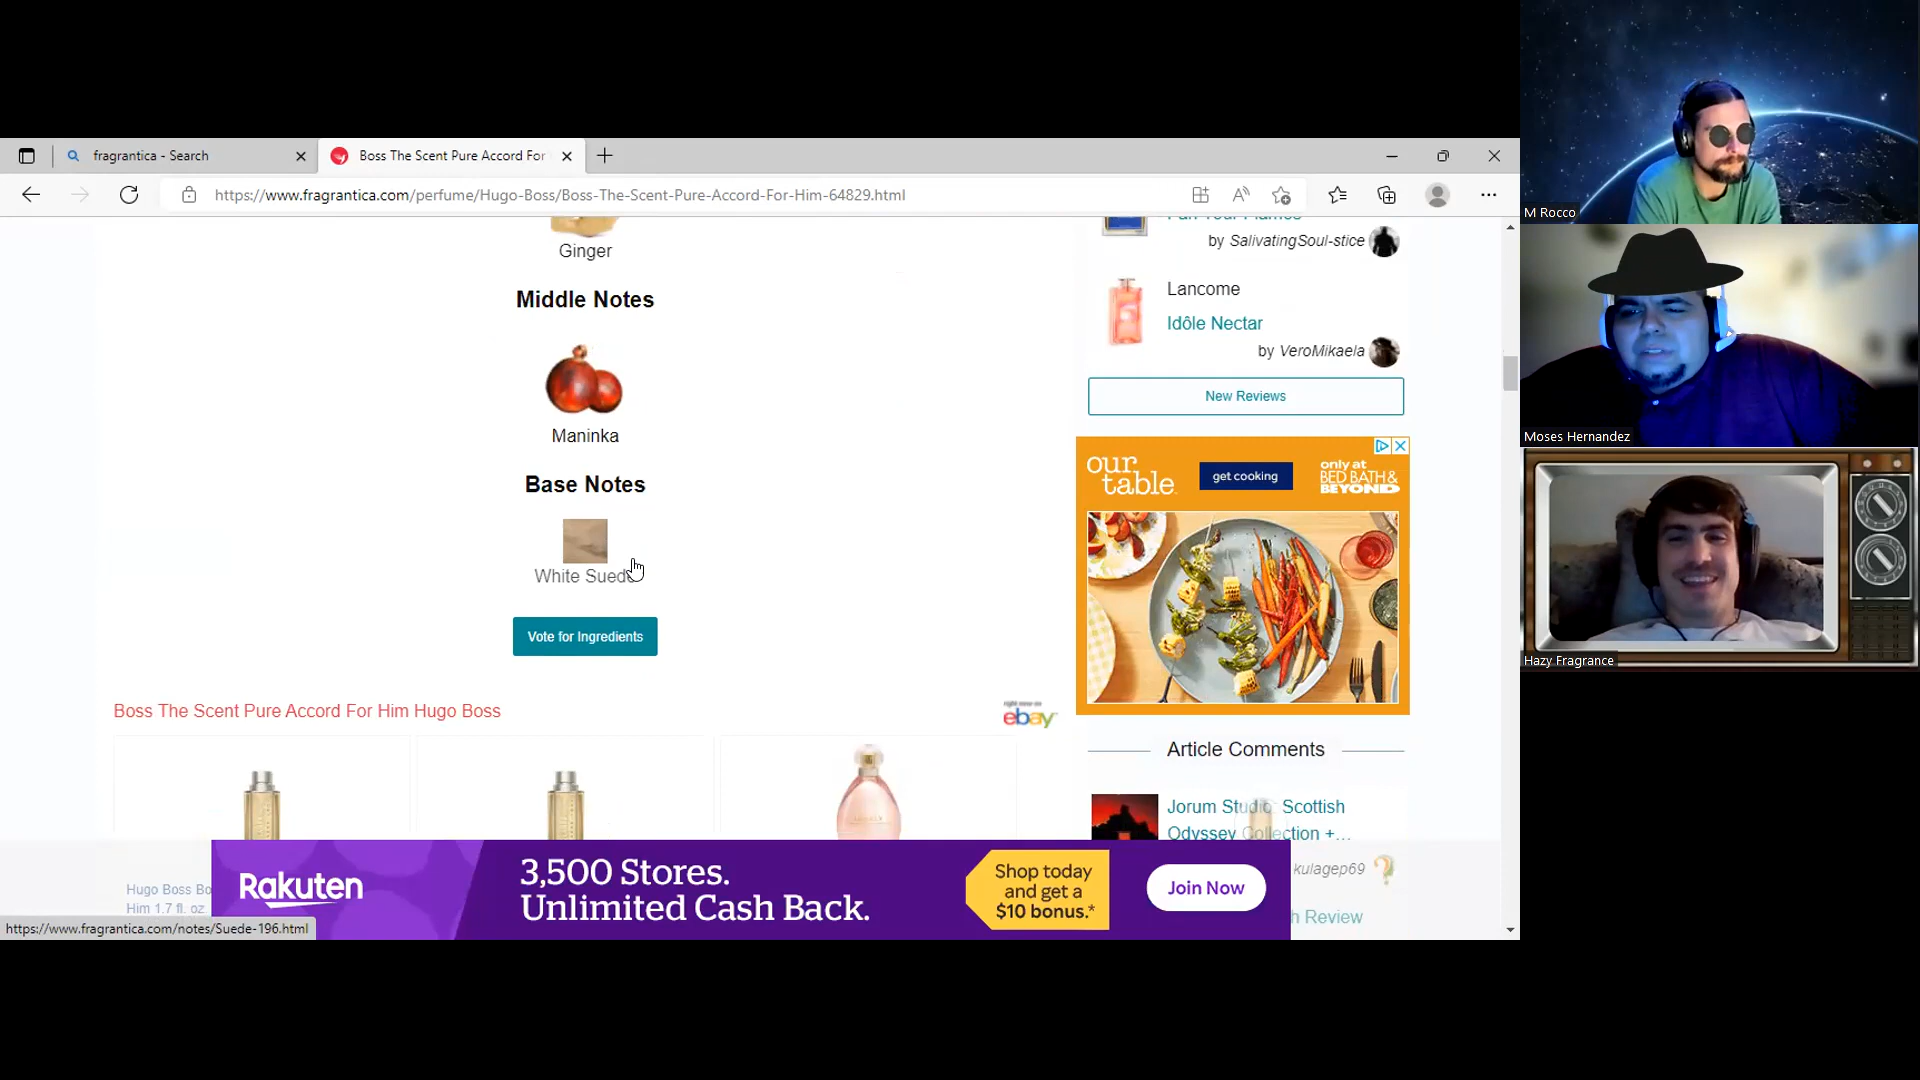 fragrantica - Search
Boss The Scent Pure Accord For
https://www.fragrantica.com/perfume/Hugo-Boss/Boss-The-Scent-Pure-Accord-For-Him-64829.html
Ginger
Middle Notes
Maninka
Base Notes
White Suede
Vote for Ingredients
Boss The Scent Pure Accord For Him Hugo Boss
right now on
ebay
Hugo Boss Bo
Him 1.7 fl. oz
https://www.fragrantica.com/notes/Suede-196.html
by SalivatingSoul-stice
Lancome
Idôle Nectar
by VeroMikaela
New Reviews
our
table
get cooking
only at
BED BATH &
BEYOND
Article Comments
Jorum Studio Scottish
Odyssey Collection +...
kulagep69
h Review
Rakuten
3,500 Stores.
Unlimited Cash Back.
Shop today
and get a
$10 bonus.*
Join Now
M Rocco
Moses Hernandez
Hazy Fragrance